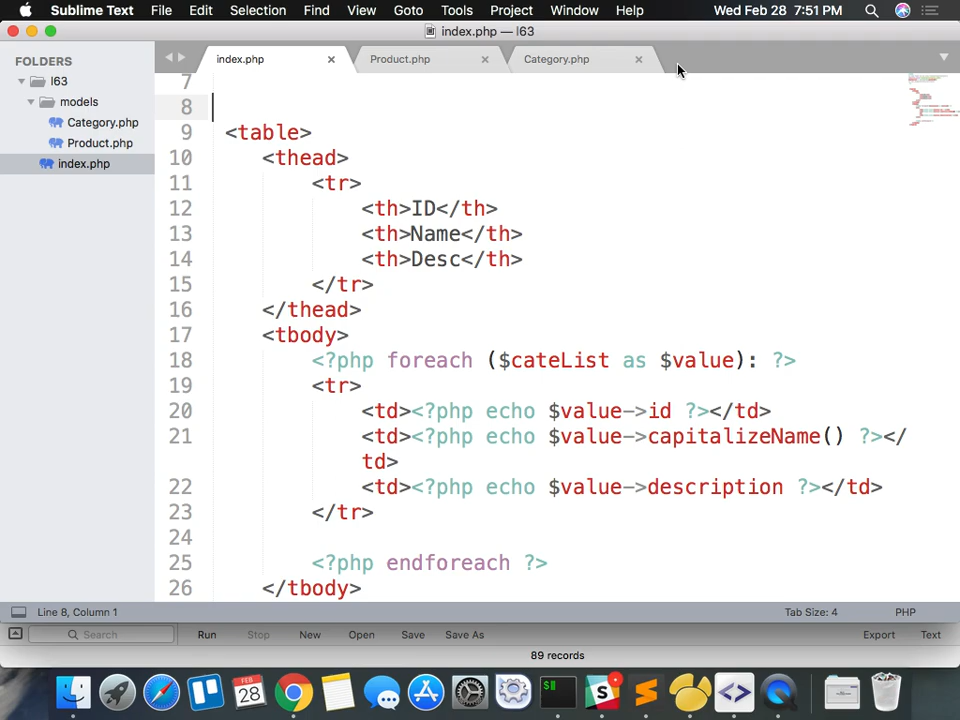 Sublime Text File Edit Selection Find View Goto Tools Project Window Help Wed Feb 28 7:51 PM
index.php — l63
FOLDERS
l63
models
Category.php
Product.php
index.php
index.php Product.php Category.php
7
8
9 <table>
10 <thead>
11 <tr>
12 <th>ID</th>
13 <th>Name</th>
14 <th>Desc</th>
15 </tr>
16 </thead>
17 <tbody>
18 <?php foreach ($cateList as $value): ?>
19 <tr>
20 <td><?php echo $value->id ?></td>
21 <td><?php echo $value->capitalizeName() ?></
td>
22 <td><?php echo $value->description ?></td>
23 </tr>
24
25 <?php endforeach ?>
26 </tbody>
Line 8, Column 1 Tab Size: 4 PHP
Search Run Stop New Open Save Save As Export Text
89 records
FEB
28
$